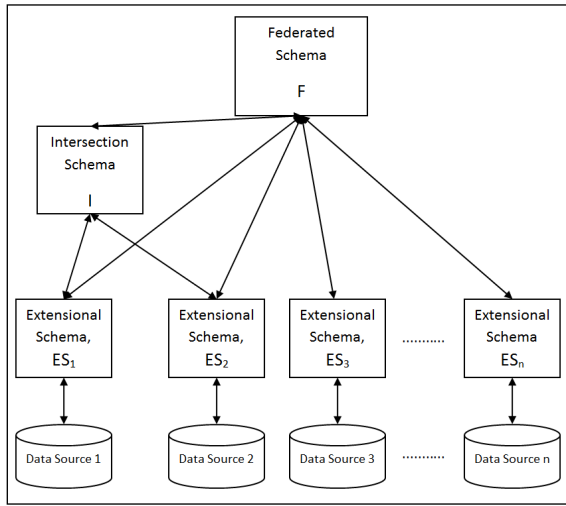 Federated
Schema
F
Intersection
Schema
I
Extensional
Schema,
ES₁
Extensional
Schema,
ES₂
Extensional
Schema,
ES₃
...........
Extensional
Schema
ESₙ
Data Source 1
Data Source 2
Data Source 3
...........
Data Source n